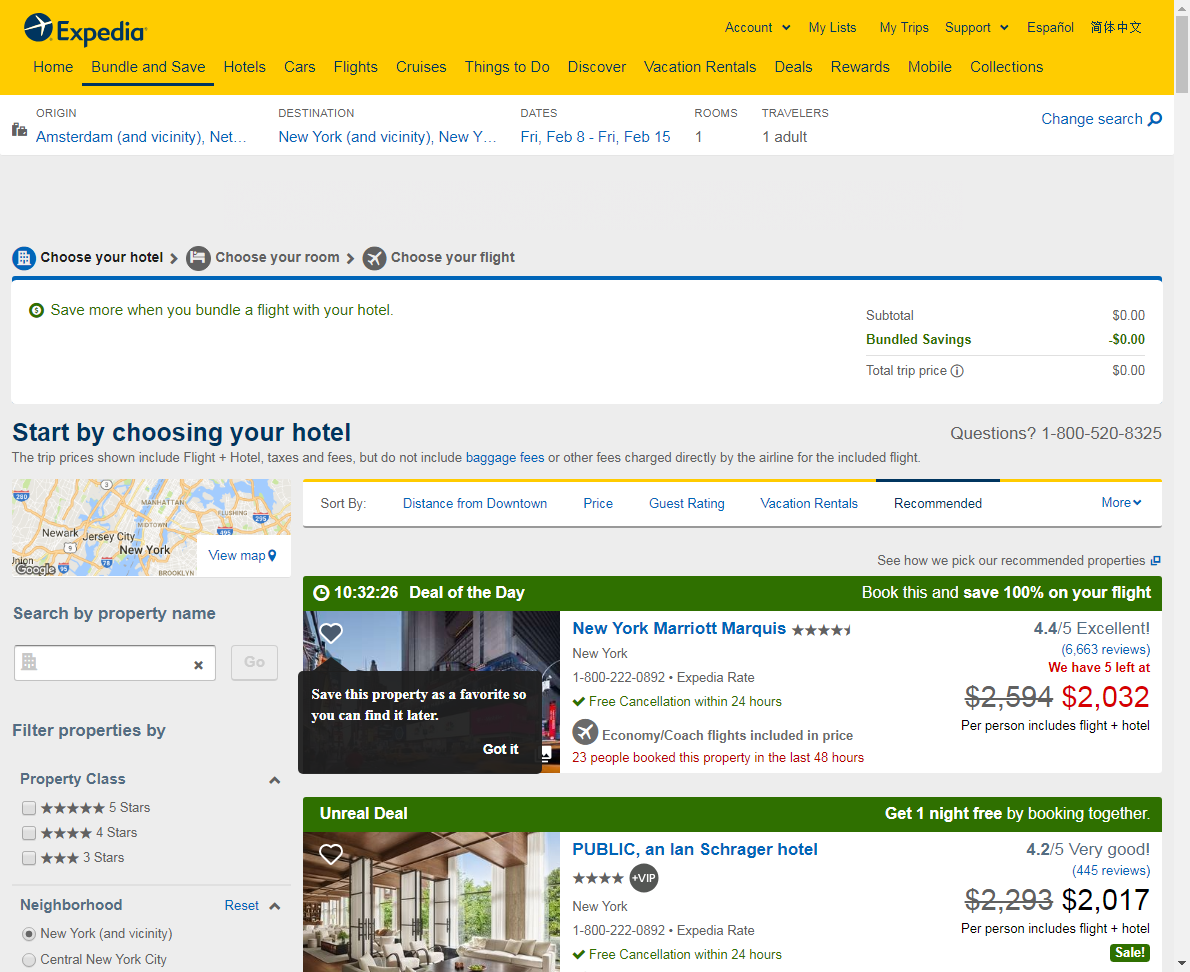 Expedia
Account
My Lists
My Trips
Support
Español
简体中文
Home
Bundle and Save
Hotels
Cars
Flights
Cruises
Things to Do
Discover
Vacation Rentals
Deals
Rewards
Mobile
Collections
ORIGIN
Amsterdam (and vicinity), Net...
DESTINATION
New York (and vicinity), New Y...
DATES
Fri, Feb 8 - Fri, Feb 15
ROOMS
1
TRAVELERS
1 adult
Change search
Choose your hotel
Choose your room
Choose your flight
Save more when you bundle a flight with your hotel.
Subtotal $0.00
Bundled Savings -$0.00
Total trip price $0.00
Start by choosing your hotel
Questions? 1-800-520-8325
The trip prices shown include Flight + Hotel, taxes and fees, but do not include baggage fees or other fees charged directly by the airline for the included flight.
280
3
MANHATTAN
MIDTOWN
FLUSHING
295
495
Newark
Jersey City
9
New York
Union
78
95
BROOKLYN
Google
View map
Sort By:
Distance from Downtown
Price
Guest Rating
Vacation Rentals
Recommended
More
See how we pick our recommended properties
Search by property name
Go
Filter properties by
Property Class
5 Stars
4 Stars
3 Stars
Neighborhood
Reset
New York (and vicinity)
Central New York City
10:32:26 Deal of the Day
Book this and save 100% on your flight
New York Marriott Marquis
New York
1-800-222-0892 • Expedia Rate
Free Cancellation within 24 hours
Economy/Coach flights included in price
23 people booked this property in the last 48 hours
4.4/5 Excellent!
(6,663 reviews)
We have 5 left at
$2,594 $2,032
Per person includes flight + hotel
Save this property as a favorite so
you can find it later.
Got it
Unreal Deal
Get 1 night free by booking together.
PUBLIC, an Ian Schrager hotel
+VIP
New York
1-800-222-0892 • Expedia Rate
Free Cancellation within 24 hours
4.2/5 Very good!
(445 reviews)
$2,293 $2,017
Per person includes flight + hotel
Sale!